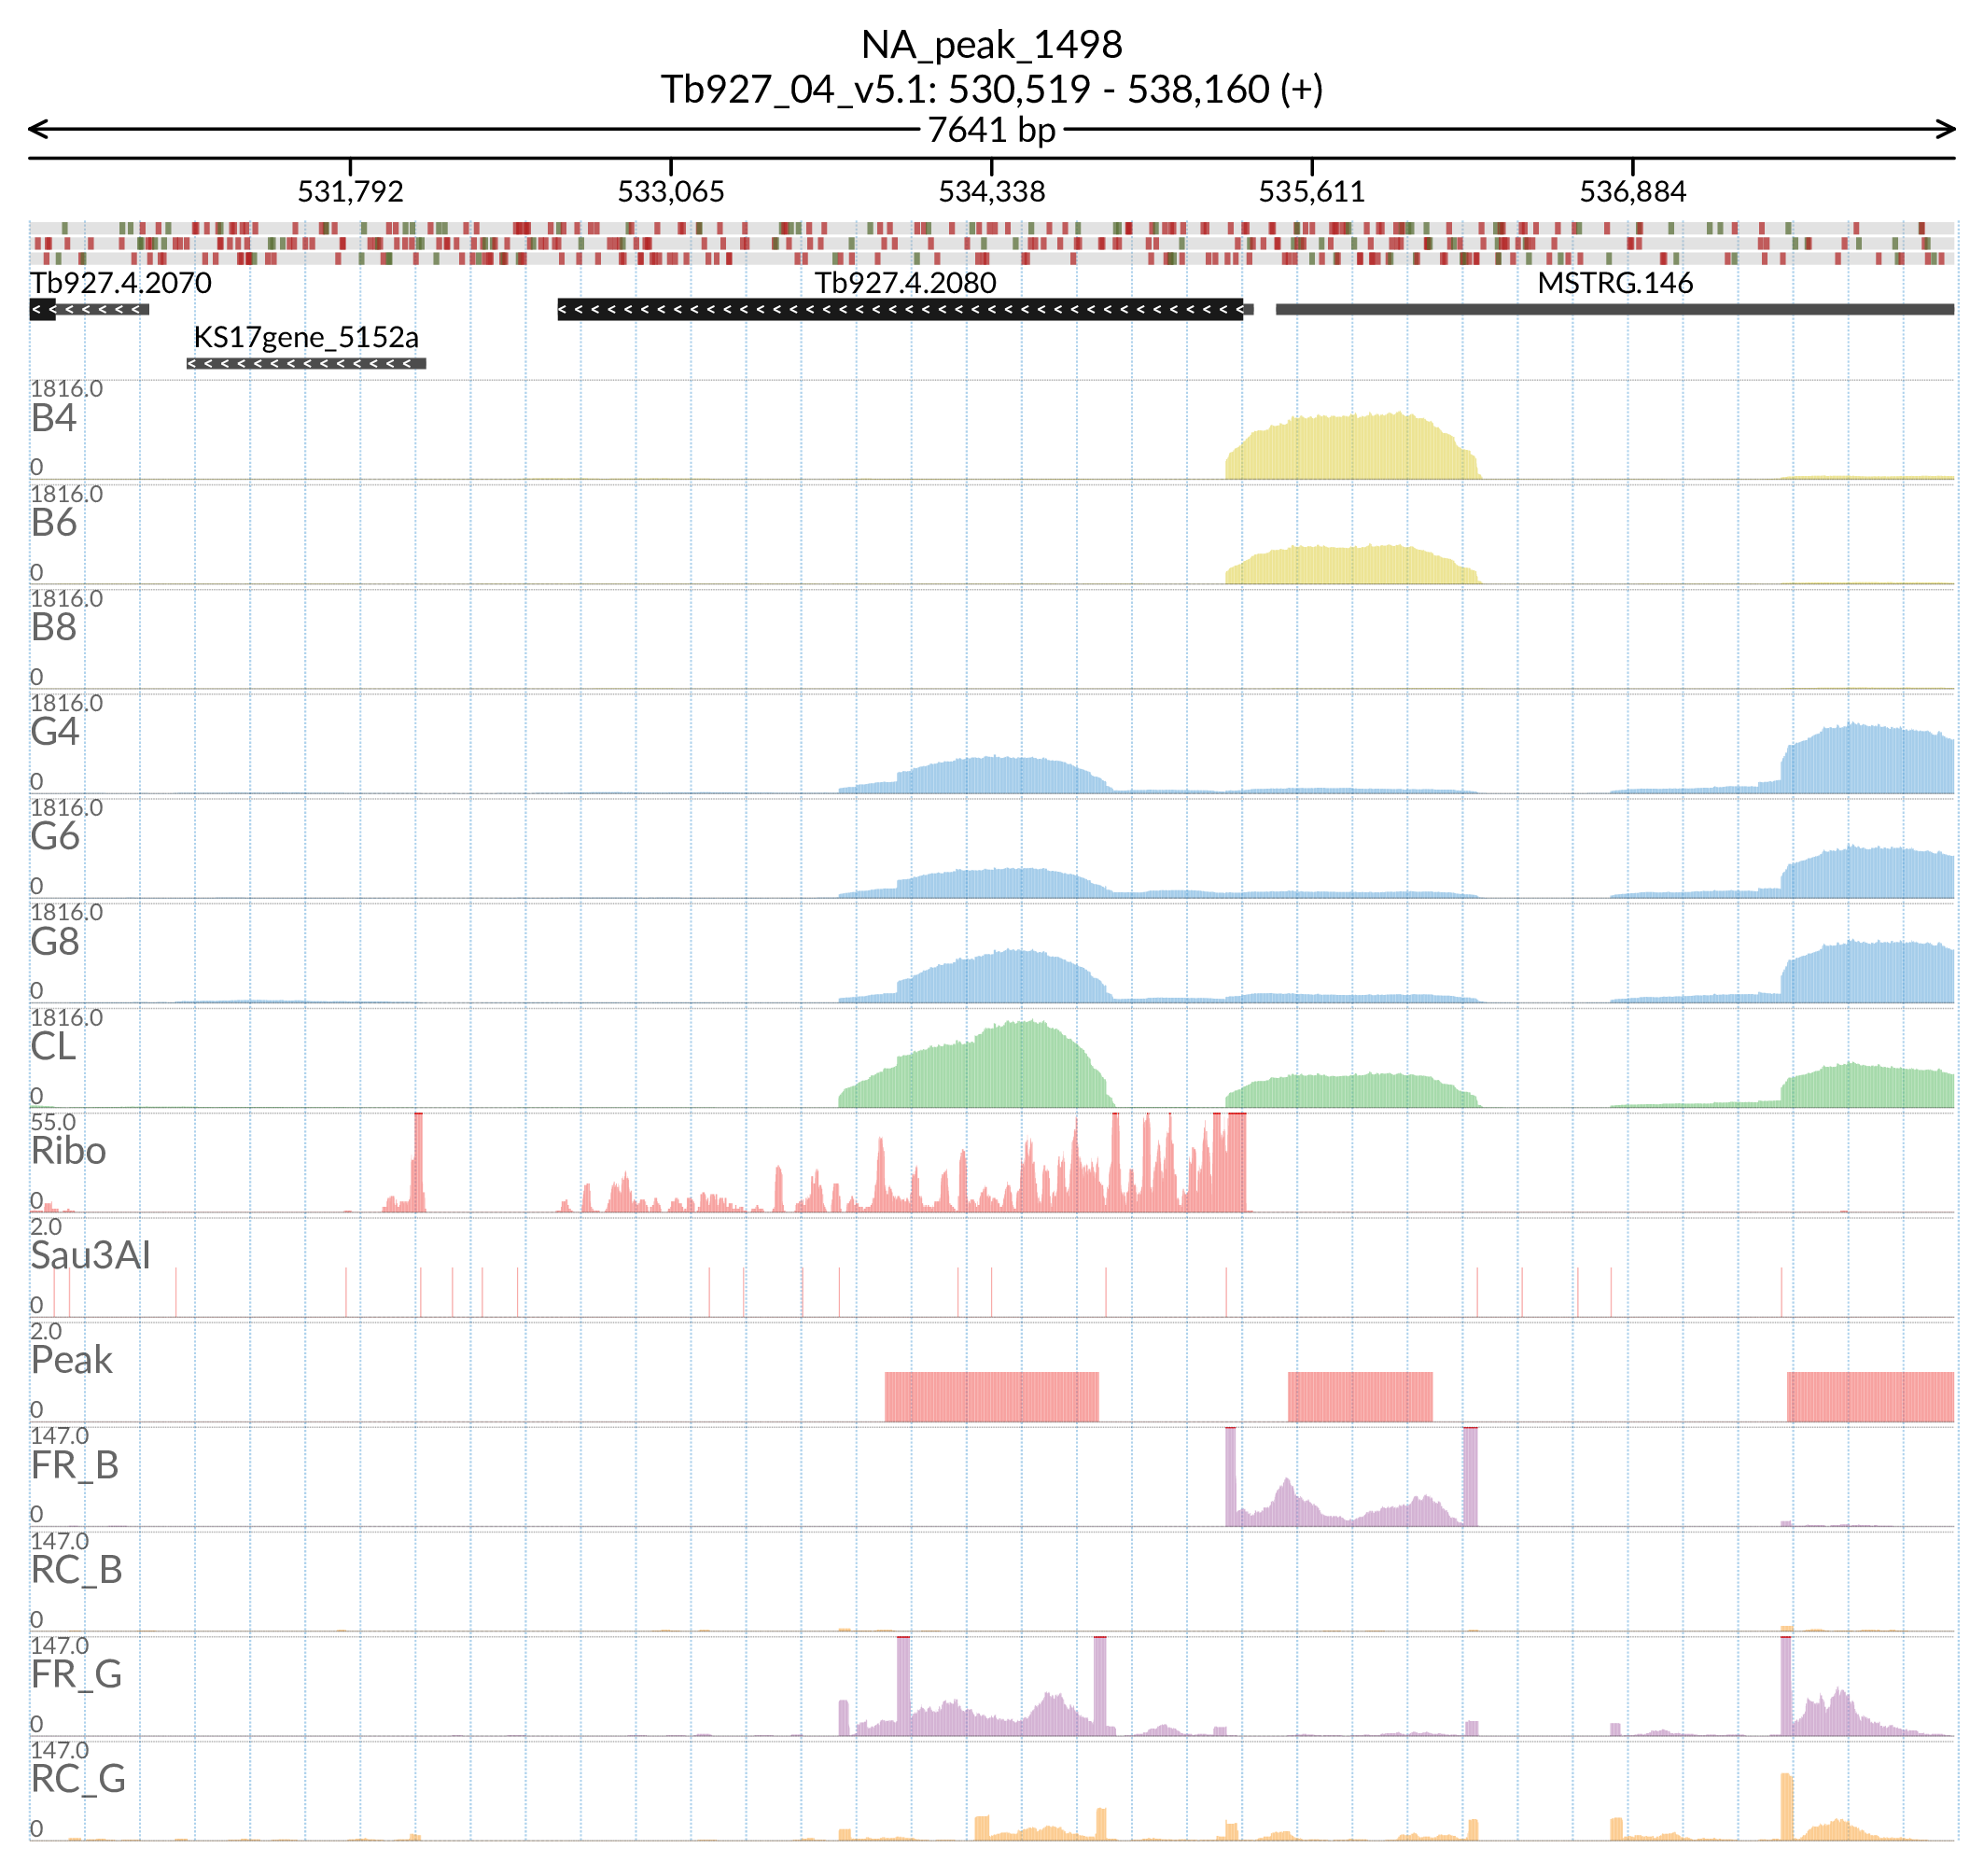 NA_peak_1498
Tb927_04_v5.1: 530,519 - 538,160 (+)
7641 bp
531,792 533,065 534,338 535,611 536,884
Tb927.4.2070 Tb927.4.2080 MSTRG.146
KS17gene_5152a
1816.0
B4
0
1816.0
B6
0
1816.0
B8
0
1816.0
G4
0
1816.0
G6
0
1816.0
G8
0
1816.0
CL
0
55.0
Ribo
0
2.0
Sau3AI
0
2.0
Peak
0
147.0
FR_B
0
147.0
RC_B
0
147.0
FR_G
0
147.0
RC_G
0